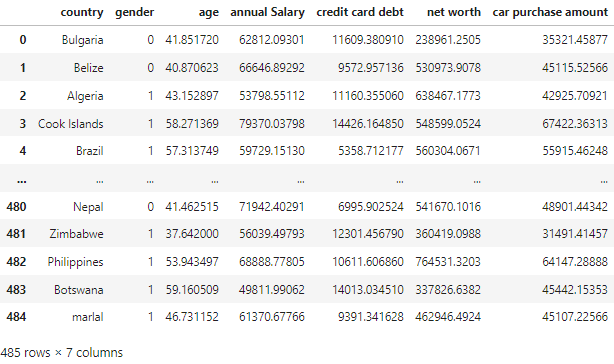 country gender age annual Salary credit card debt net worth car purchase amount
0 Bulgaria 0 41.851720 62812.09301 11609.380910 238961.2505 35321.45877
1 Belize 0 40.870623 66646.89292 9572.957136 530973.9078 45115.52566
2 Algeria 1 43.152897 53798.55112 11160.355060 638467.1773 42925.70921
3 Cook Islands 1 58.271369 79370.03798 14426.164850 548599.0524 67422.36313
4 Brazil 1 57.313749 59729.15130 5358.712177 560304.0671 55915.46248
... ... ... ... ... ... ... ...
480 Nepal 0 41.462515 71942.40291 6995.902524 541670.1016 48901.44342
481 Zimbabwe 1 37.642000 56039.49793 12301.456790 360419.0988 31491.41457
482 Philippines 1 53.943497 68888.77805 10611.606860 764531.3203 64147.28888
483 Botswana 1 59.160509 49811.99062 14013.034510 337826.6382 45442.15353
484 marlal 1 46.731152 61370.67766 9391.341628 462946.4924 45107.22566
485 rows × 7 columns